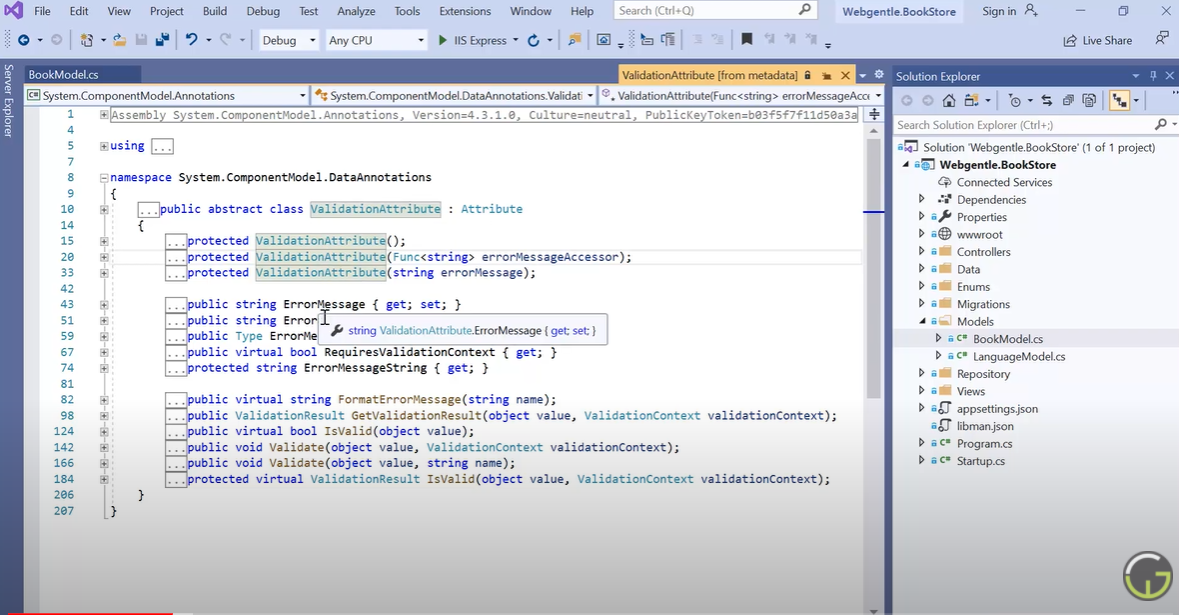 File Edit View Project Build Debug Test Analyze Tools Extensions Window Help Search (Ctrl+Q) Webgentle.BookStore Sign in
Debug Any CPU IIS Express Live Share
Server Explorer
BookModel.cs ValidationAttribute [from metadata]
System.ComponentModel.Annotations System.ComponentModel.DataAnnotations.Validati ValidationAttribute(Func<string> errorMessageAcce
1 Assembly System.ComponentModel.Annotations, Version=4.3.1.0, Culture=neutral, PublicKeyToken=b03f5f7f11d50a3a
4
5 using ...
7
8 namespace System.ComponentModel.DataAnnotations
9 {
10 ...public abstract class ValidationAttribute : Attribute
14 {
15 ...protected ValidationAttribute();
20 ...protected ValidationAttribute(Func<string> errorMessageAccessor);
33 ...protected ValidationAttribute(string errorMessage);
42
43 ...public string ErrorMessage { get; set; }
51 ...public string Error
string ValidationAttribute.ErrorMessage { get; set; }
59 ...public Type ErrorMe
67 ...public virtual bool RequiresValidationContext { get; }
74 ...protected string ErrorMessageString { get; }
81
82 ...public virtual string FormatErrorMessage(string name);
98 ...public ValidationResult GetValidationResult(object value, ValidationContext validationContext);
124 ...public virtual bool IsValid(object value);
142 ...public void Validate(object value, ValidationContext validationContext);
166 ...public void Validate(object value, string name);
184 ...protected virtual ValidationResult IsValid(object value, ValidationContext validationContext);
206 }
207 }
Solution Explorer
Search Solution Explorer (Ctrl+;)
Solution 'Webgentle.BookStore' (1 of 1 project)
Webgentle.BookStore
Connected Services
Dependencies
Properties
wwwroot
Controllers
Data
Enums
Migrations
Models
C# BookModel.cs
C# LanguageModel.cs
Repository
Views
appsettings.json
libman.json
C# Program.cs
C# Startup.cs